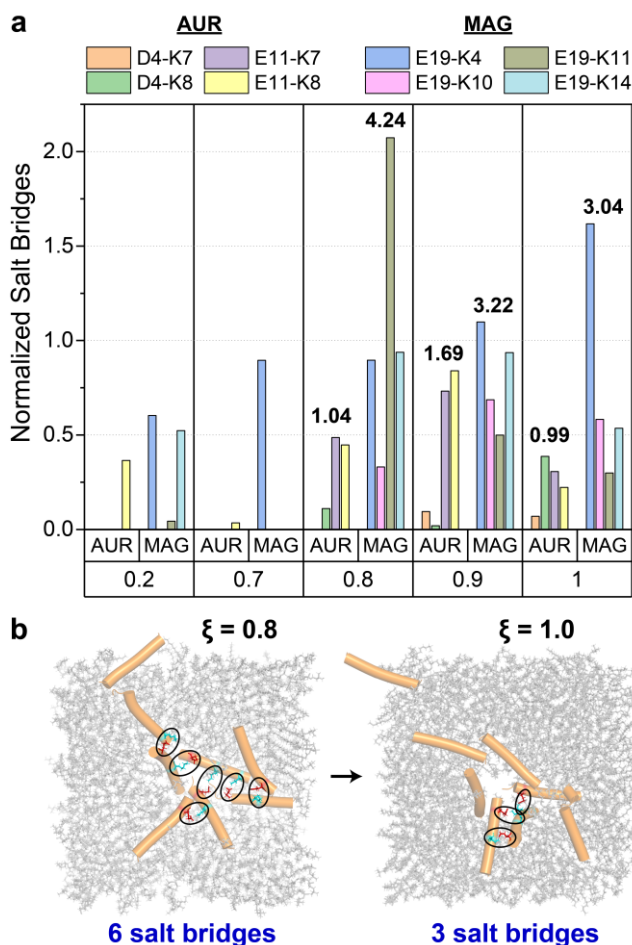 a
AUR MAG
D4-K7 E11-K7 E19-K4 E19-K11
D4-K8 E11-K8 E19-K10 E19-K14
Normalized Salt Bridges
2.0
1.5
1.0
0.5
0.0
4.24
3.04
3.22
1.69
1.04
0.99
AUR MAG AUR MAG AUR MAG AUR MAG AUR MAG
0.2 0.7 0.8 0.9 1
b
ξ = 0.8 ξ = 1.0
6 salt bridges 3 salt bridges